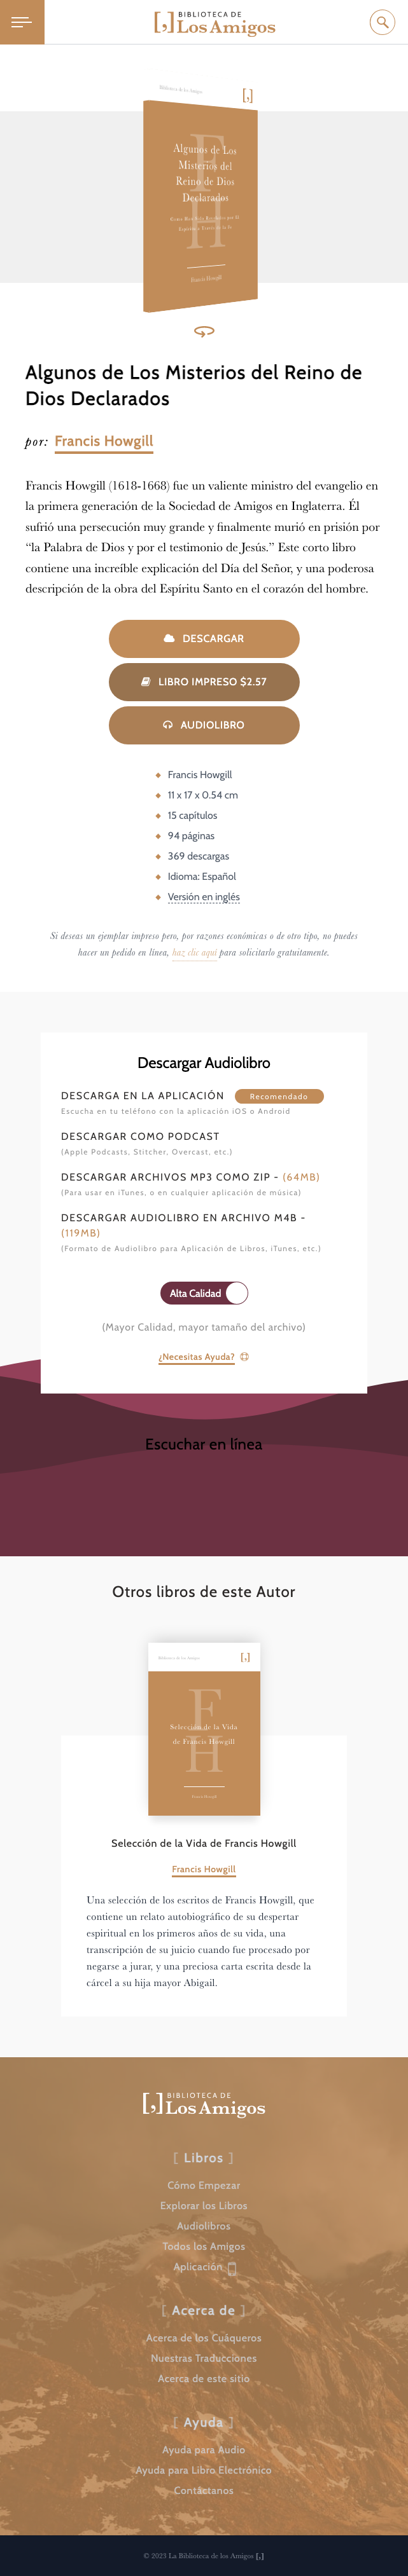 BIBLIOTECA DE
[,] Los Amigos
Biblioteca de los Amigos
[,]
Algunos de Los
Misterios del
Reino de Dios
Declarados
Francis Howgill
Algunos de Los Misterios del Reino de
Dios Declarados
por: Francis Howgill
Francis Howgill (1618-1668) fue un valiente ministro del evangelio en
la primera generación de la Sociedad de Amigos en Inglaterra. Él
sufrió una persecución muy grande y finalmente murió en prisión por
“la Palabra de Dios y por el testimonio de Jesús.” Este corto libro
contiene una increíble explicación del Día del Señor, y una poderosa
descripción de la obra del Espíritu Santo en el corazón del hombre.
DESCARGAR
LIBRO IMPRESO $2.57
AUDIOLIBRO
Francis Howgill
11 x 17 x 0.54 cm
15 capítulos
94 páginas
369 descargas
Idioma: Español
Versión en inglés
Si deseas un ejemplar impreso pero, por razones económicas o de otro tipo, no puedes
hacer un pedido en línea, haz clic aquí para solicitarlo gratuitamente.
Descargar Audiolibro
DESCARGA EN LA APLICACIÓN Recomendado
Escucha en tu teléfono con la aplicación iOS o Android
DESCARGAR COMO PODCAST
(Apple Podcasts, Stitcher, Overcast, etc.)
DESCARGAR ARCHIVOS MP3 COMO ZIP - (64MB)
(Para usar en iTunes, o en cualquier aplicación de música)
DESCARGAR AUDIOLIBRO EN ARCHIVO M4B -
(119MB)
(Formato de Audiolibro para Aplicación de Libros, iTunes, etc.)
Alta Calidad
(Mayor Calidad, mayor tamaño del archivo)
¿Necesitas Ayuda?
Escuchar en línea
Otros libros de este Autor
Biblioteca de los Amigos
[,]
F
H
Selección de la Vida
de Francis Howgill
Francis Howgill
Selección de la Vida de Francis Howgill
Francis Howgill
Una selección de los escritos de Francis Howgill, que
contiene un relato autobiográfico de su despertar
espiritual en los primeros años de su vida, una
transcripción de su juicio cuando fue procesado por
negarse a jurar, y una preciosa carta escrita desde la
cárcel a su hija mayor Abigail.
BIBLIOTECA DE
[,] Los Amigos
[ Libros ]
Cómo Empezar
Explorar los Libros
Audiolibros
Todos los Amigos
Aplicación
[ Acerca de ]
Acerca de los Cuáqueros
Nuestras Traducciones
Acerca de este sitio
[ Ayuda ]
Ayuda para Audio
Ayuda para Libro Electrónico
Contáctanos
© 2023 La Biblioteca de los Amigos [,]